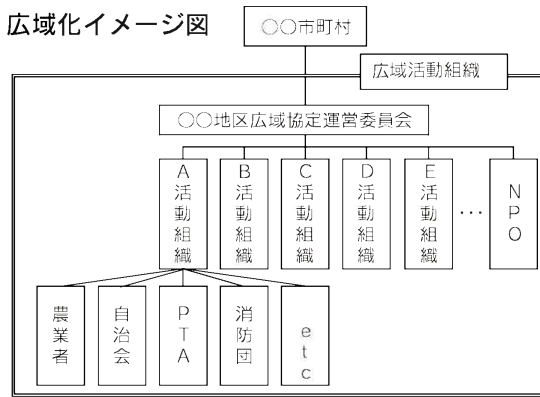 広域化イメージ図
○○市町村
広域活動組織
○○地区広域協定運営委員会
A活動組織
B活動組織
C活動組織
D活動組織
E活動組織
…
NPO
農業者
自治会
PTA
消防団
etc